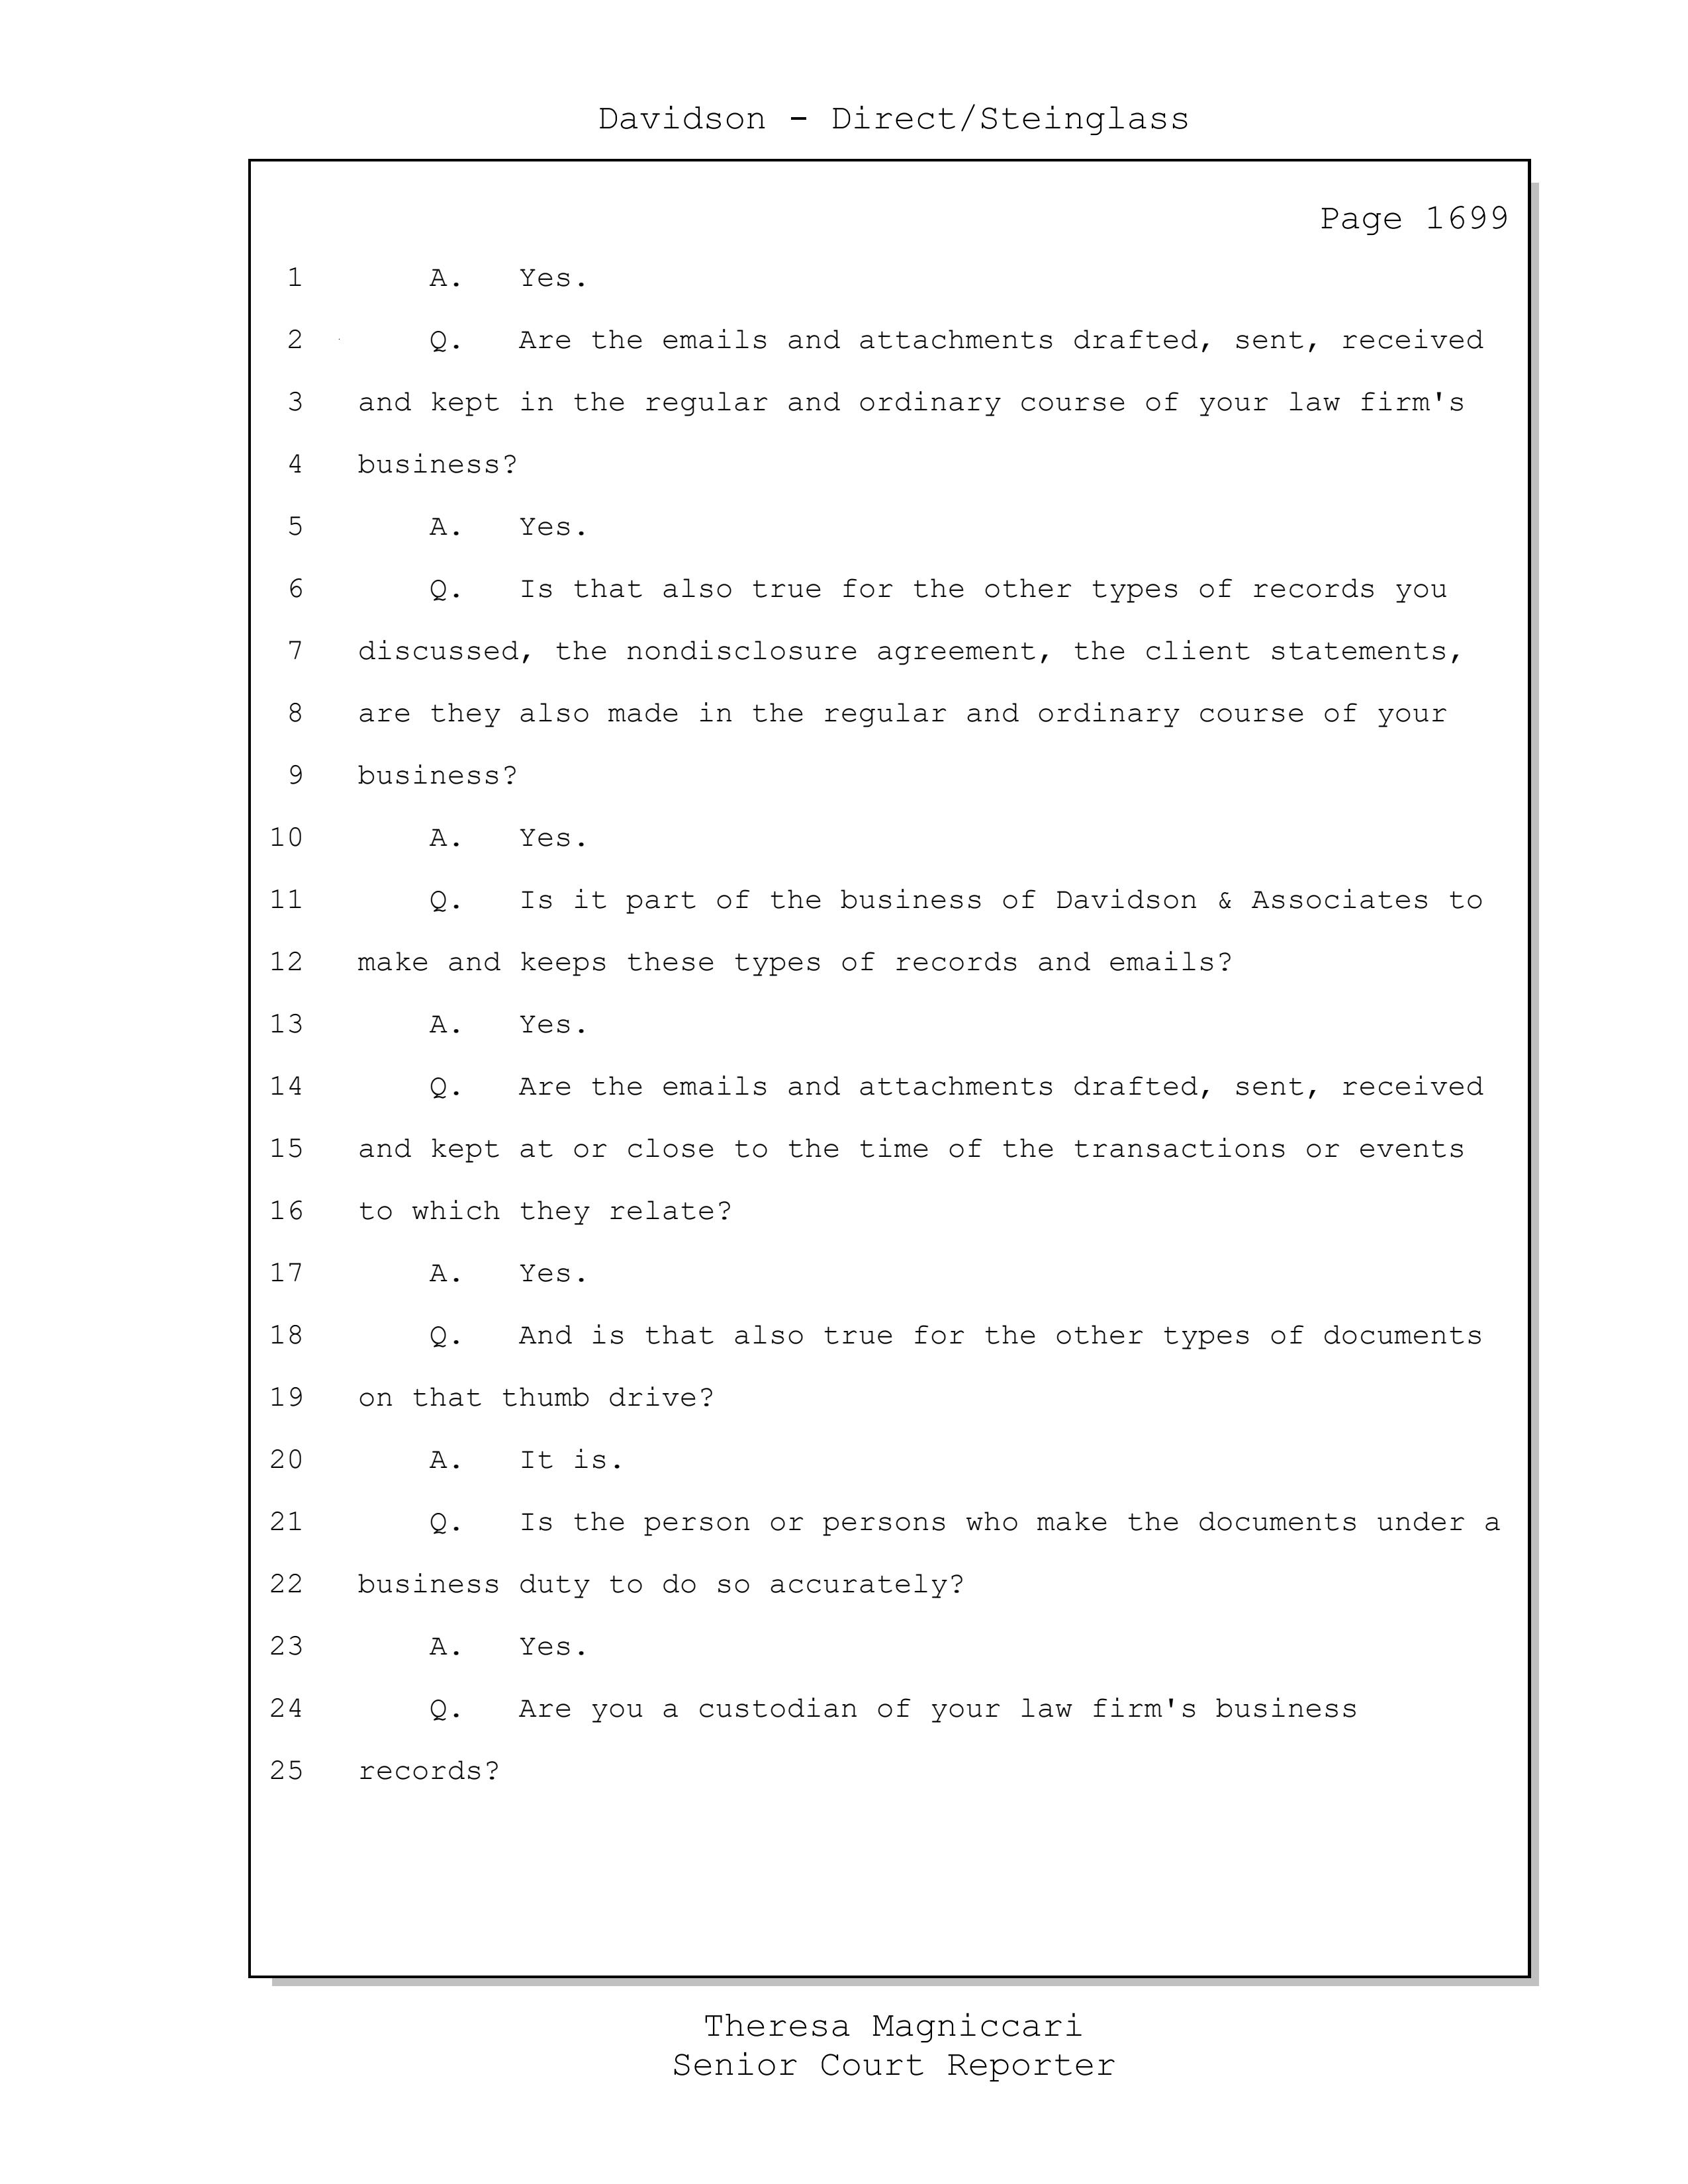 Davidson - Direct/Steinglass
Page 1699
1 A. Yes.
2 Q. Are the emails and attachments drafted, sent, received
3 and kept in the regular and ordinary course of your law firm's
4 business?
5 A. Yes.
6 Q. Is that also true for the other types of records you
7 discussed, the nondisclosure agreement, the client statements,
8 are they also made in the regular and ordinary course of your
9 business?
10 A. Yes.
11 Q. Is it part of the business of Davidson & Associates to
12 make and keeps these types of records and emails?
13 A. Yes.
14 Q. Are the emails and attachments drafted, sent, received
15 and kept at or close to the time of the transactions or events
16 to which they relate?
17 A. Yes.
18 Q. And is that also true for the other types of documents
19 on that thumb drive?
20 A. It is.
21 Q. Is the person or persons who make the documents under a
22 business duty to do so accurately?
23 A. Yes.
24 Q. Are you a custodian of your law firm's business
25 records?
Theresa Magniccari
Senior Court Reporter